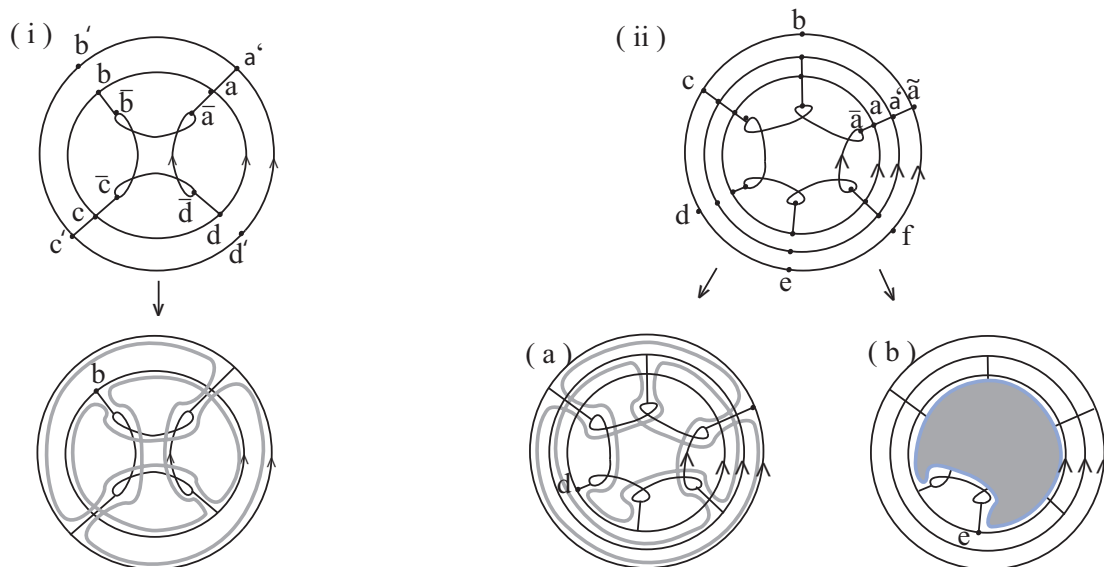 ( i )
b'
a'
b
a
b̄
ā
c̄
d̄
c
d
c'
d'
b
( ii )
b
c
ā
a
a'
ã
d
f
e
( a )
d
( b )
e